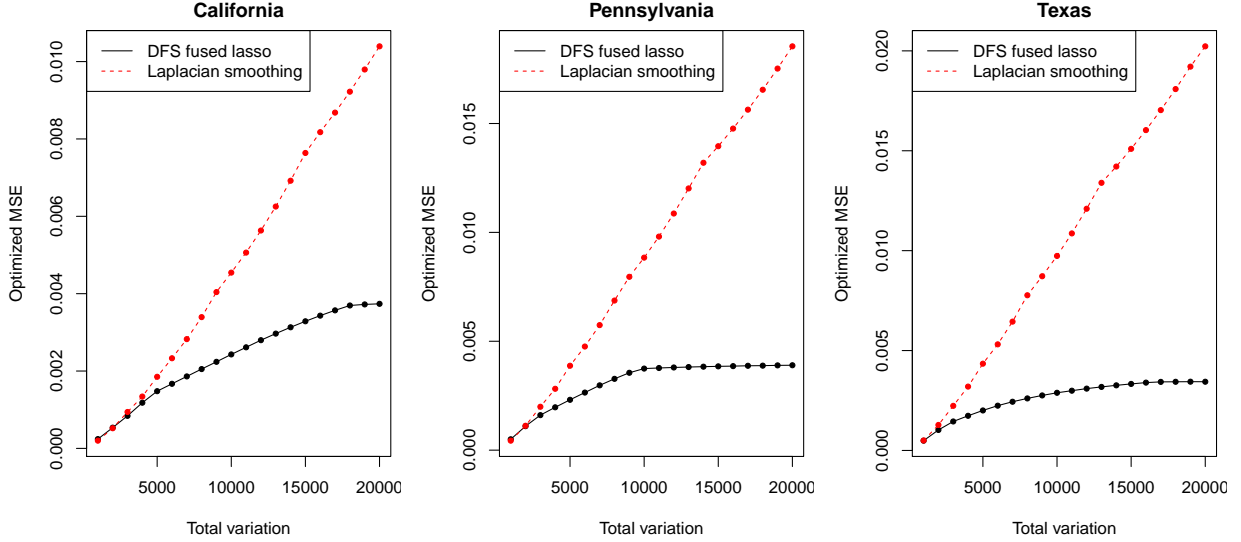 California
DFS fused lasso
Laplacian smoothing
Optimized MSE
0.000
0.002
0.004
0.006
0.008
0.010
5000 10000 15000 20000
Total variation
Pennsylvania
DFS fused lasso
Laplacian smoothing
Optimized MSE
0.000
0.005
0.010
0.015
5000 10000 15000 20000
Total variation
Texas
DFS fused lasso
Laplacian smoothing
Optimized MSE
0.000
0.005
0.010
0.015
0.020
5000 10000 15000 20000
Total variation